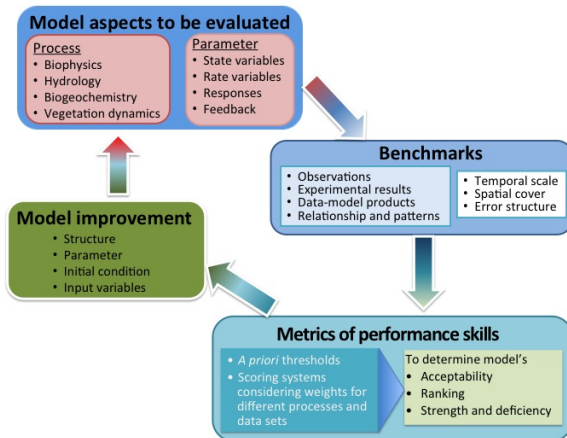 Model aspects to be evaluated
Process
• Biophysics
• Hydrology
• Biogeochemistry
• Vegetation dynamics
Parameter
• State variables
• Rate variables
• Responses
• Feedback
Benchmarks
• Observations
• Experimental results
• Data-model products
• Relationship and patterns
• Temporal scale
• Spatial cover
• Error structure
Model improvement
• Structure
• Parameter
• Initial condition
• Input variables
Metrics of performance skills
• A priori thresholds
• Scoring systems
considering weights for
different processes and
data sets
To determine model's
• Acceptability
• Ranking
• Strength and deficiency